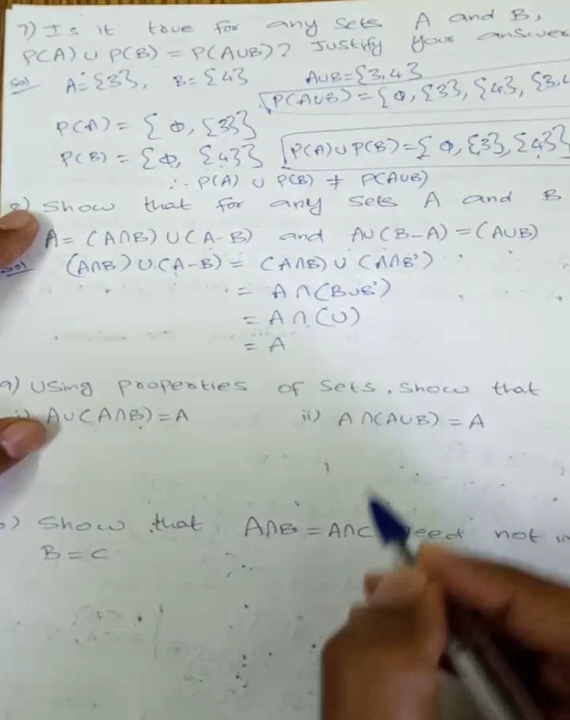 7) Is it true for any sets A and B,
P(A) ∪ P(B) = P(A∪B)? Justify your answer
Sol A = {3}, B = {4} A∪B = {3,4}
P(A∪B) = {Φ, {3}, {4}, {3,4
P(A) = {Φ, {3}}
P(B) = {Φ, {4}} P(A)∪P(B) = {Φ, {3}, {4}}
∴ P(A) ∪ P(B) ≠ P(A∪B)
8) Show that for any sets A and B
A = (A∩B) ∪ (A-B) and A∪(B-A) = (A∪B)
Sol (A∩B) ∪ (A-B) = (A∩B) ∪ (A∩B')
= A ∩ (B∪B')
= A ∩ (U)
= A
9) Using properties of sets, show that
i) A∪(A∩B) = A ii) A∩(A∪B) = A
) Show that A∩B = A∩C need not im
B = C